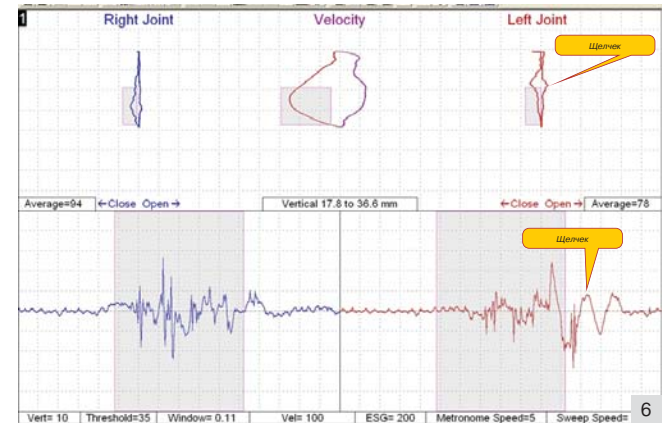 1
Right Joint Velocity Left Joint
Щелчек
Average=94 ←Close Open→ Vertical 17.8 to 36.6 mm ←Close Open→ Average=78
Щелчек
Vert= 10 Threshold=35 Window= 0.11 Vel= 100 ESG= 200 Metronome Speed=5 Sweep Speed=
6